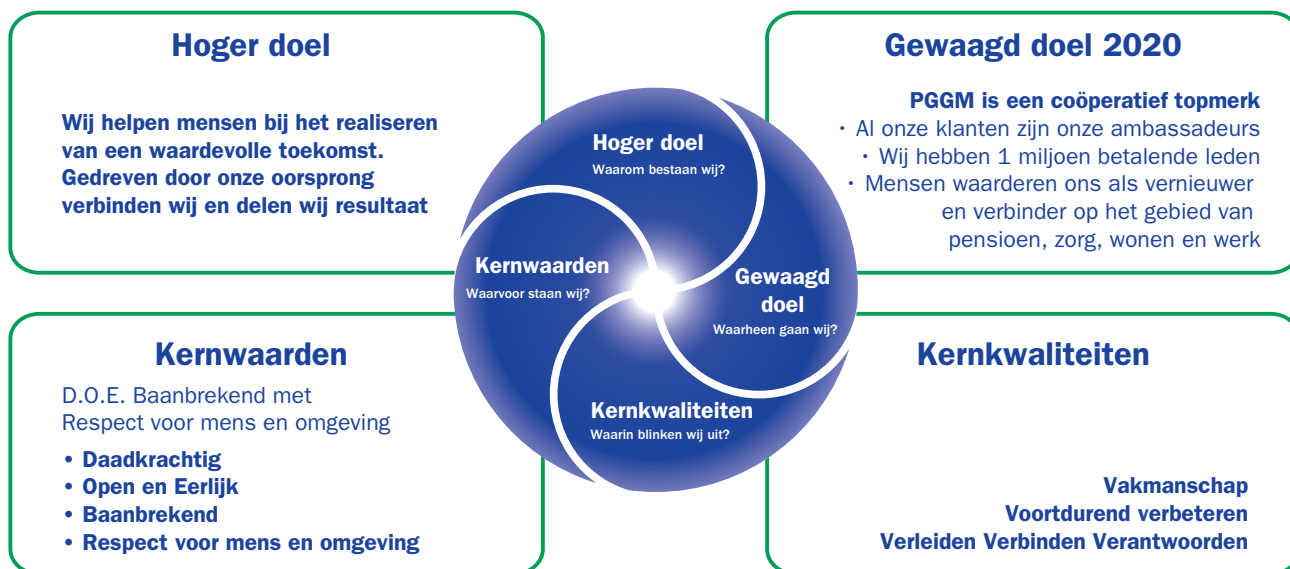 Hoger doel
Wij helpen mensen bij het realiseren
van een waardevolle toekomst.
Gedreven door onze oorsprong
verbinden wij en delen wij resultaat
Gewaagd doel 2020
PGGM is een coöperatief topmerk
· Al onze klanten zijn onze ambassadeurs
· Wij hebben 1 miljoen betalende leden
· Mensen waarderen ons als vernieuwer
en verbinder op het gebied van
pensioen, zorg, wonen en werk
Hoger doel
Waarom bestaan wij?
Kernwaarden
Waarvoor staan wij?
Gewaagd
doel
Waarheen gaan wij?
Kernkwaliteiten
Waarin blinken wij uit?
Kernwaarden
D.O.E. Baanbrekend met
Respect voor mens en omgeving
• Daadkrachtig
• Open en Eerlijk
• Baanbrekend
• Respect voor mens en omgeving
Kernkwaliteiten
Vakmanschap
Voortdurend verbeteren
Verleiden Verbinden Verantwoorden